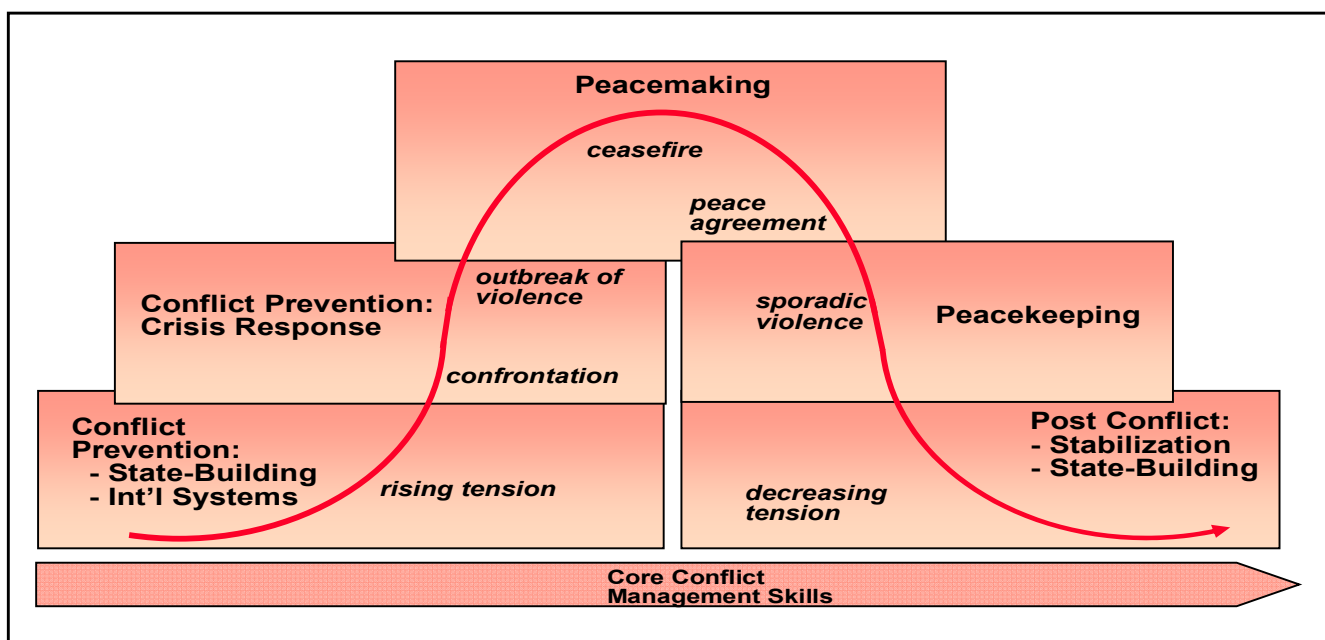 Peacemaking
ceasefire
peace
agreement
Conflict Prevention:
Crisis Response
outbreak of
violence
confrontation
sporadic
violence
Peacekeeping
Conflict
Prevention:
- State-Building
- Int'l Systems
rising tension
decreasing
tension
Post Conflict:
- Stabilization
- State-Building
Core Conflict
Management Skills